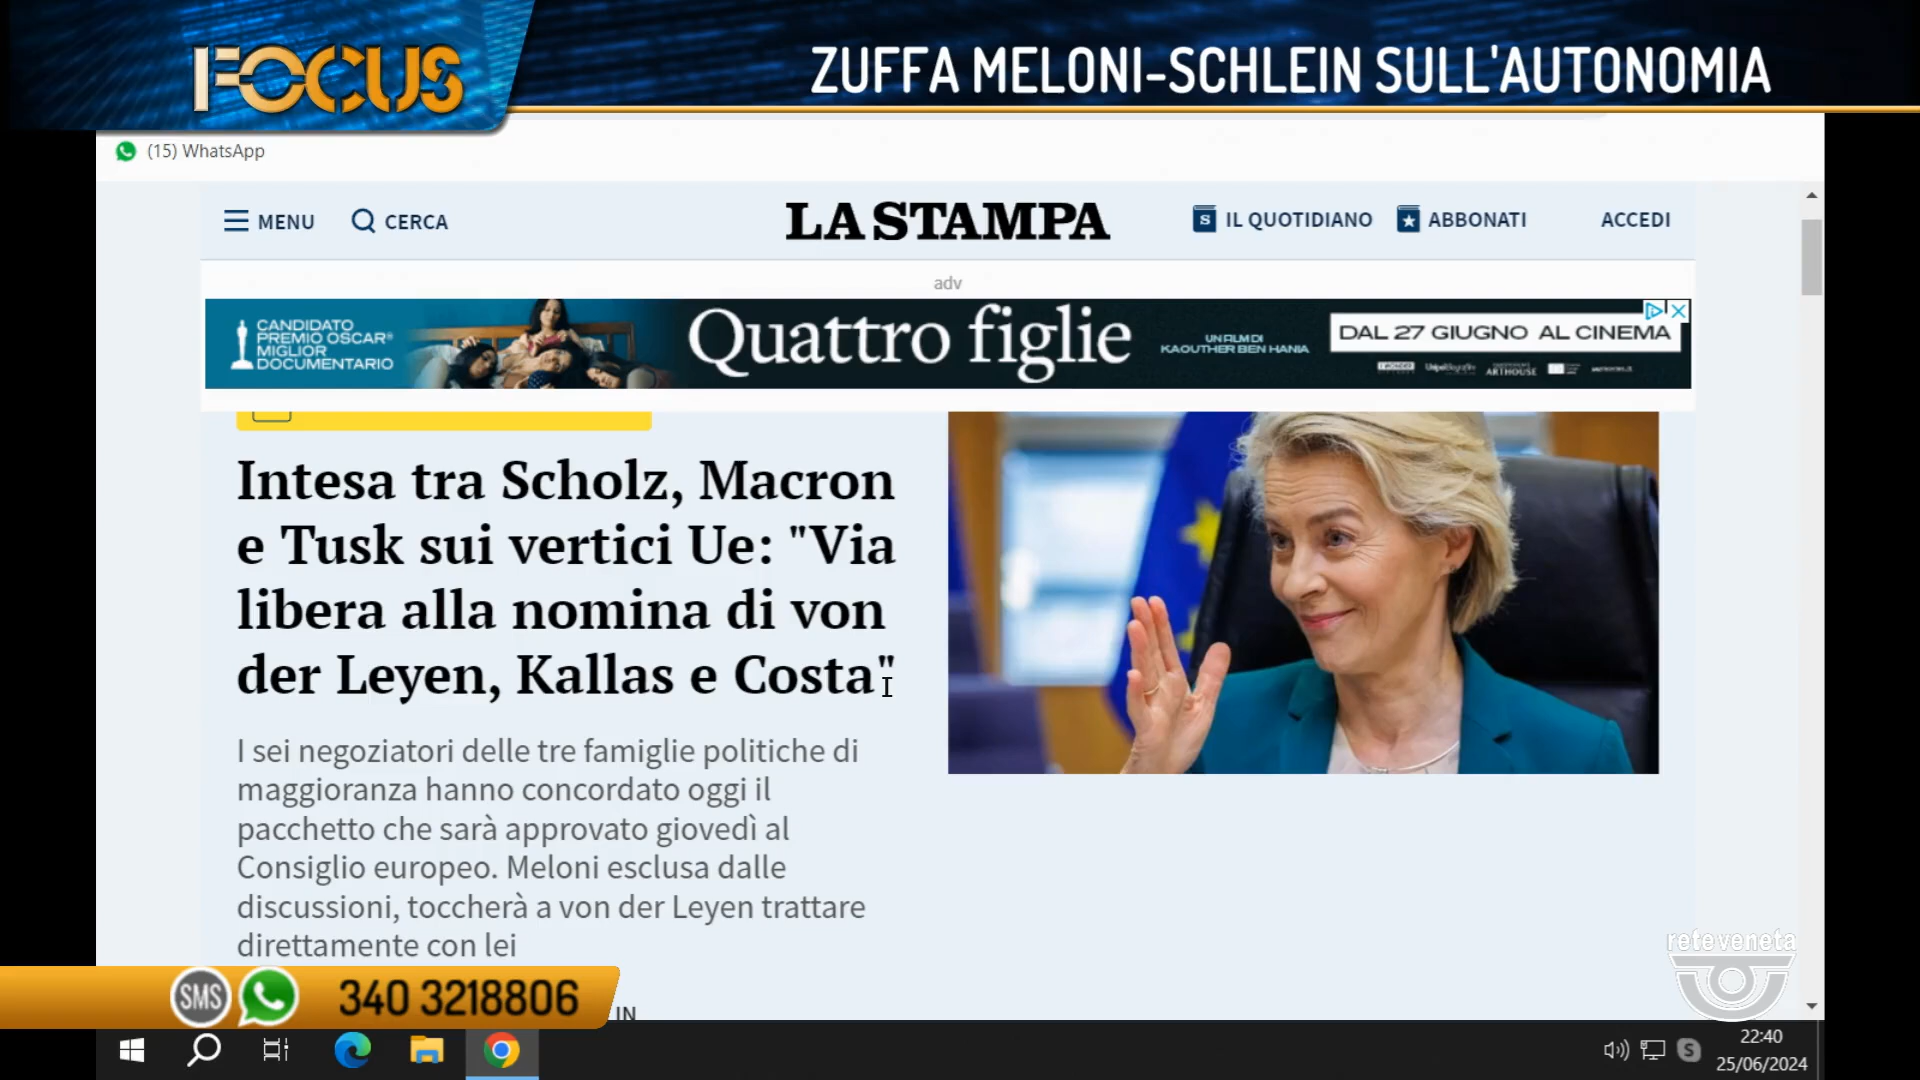 FOCUS
ZUFFA MELONI-SCHLEIN SULL'AUTONOMIA
(15) WhatsApp
MENU CERCA LA STAMPA IL QUOTIDIANO ABBONATI ACCEDI
adv
CANDIDATO
PREMIO OSCAR®
MIGLIOR
DOCUMENTARIO
Quattro figlie
UN FILM DI
KAOUTHER BEN HANIA
DAL 27 GIUGNO AL CINEMA
ARTHOUSE
Intesa tra Scholz, Macron
e Tusk sui vertici Ue: "Via
libera alla nomina di von
der Leyen, Kallas e Costa"
I sei negoziatori delle tre famiglie politiche di
maggioranza hanno concordato oggi il
pacchetto che sarà approvato giovedì al
Consiglio europeo. Meloni esclusa dalle
discussioni, toccherà a von der Leyen trattare
direttamente con lei
reteveneta
SMS 340 3218806
IN
22:40
25/06/2024